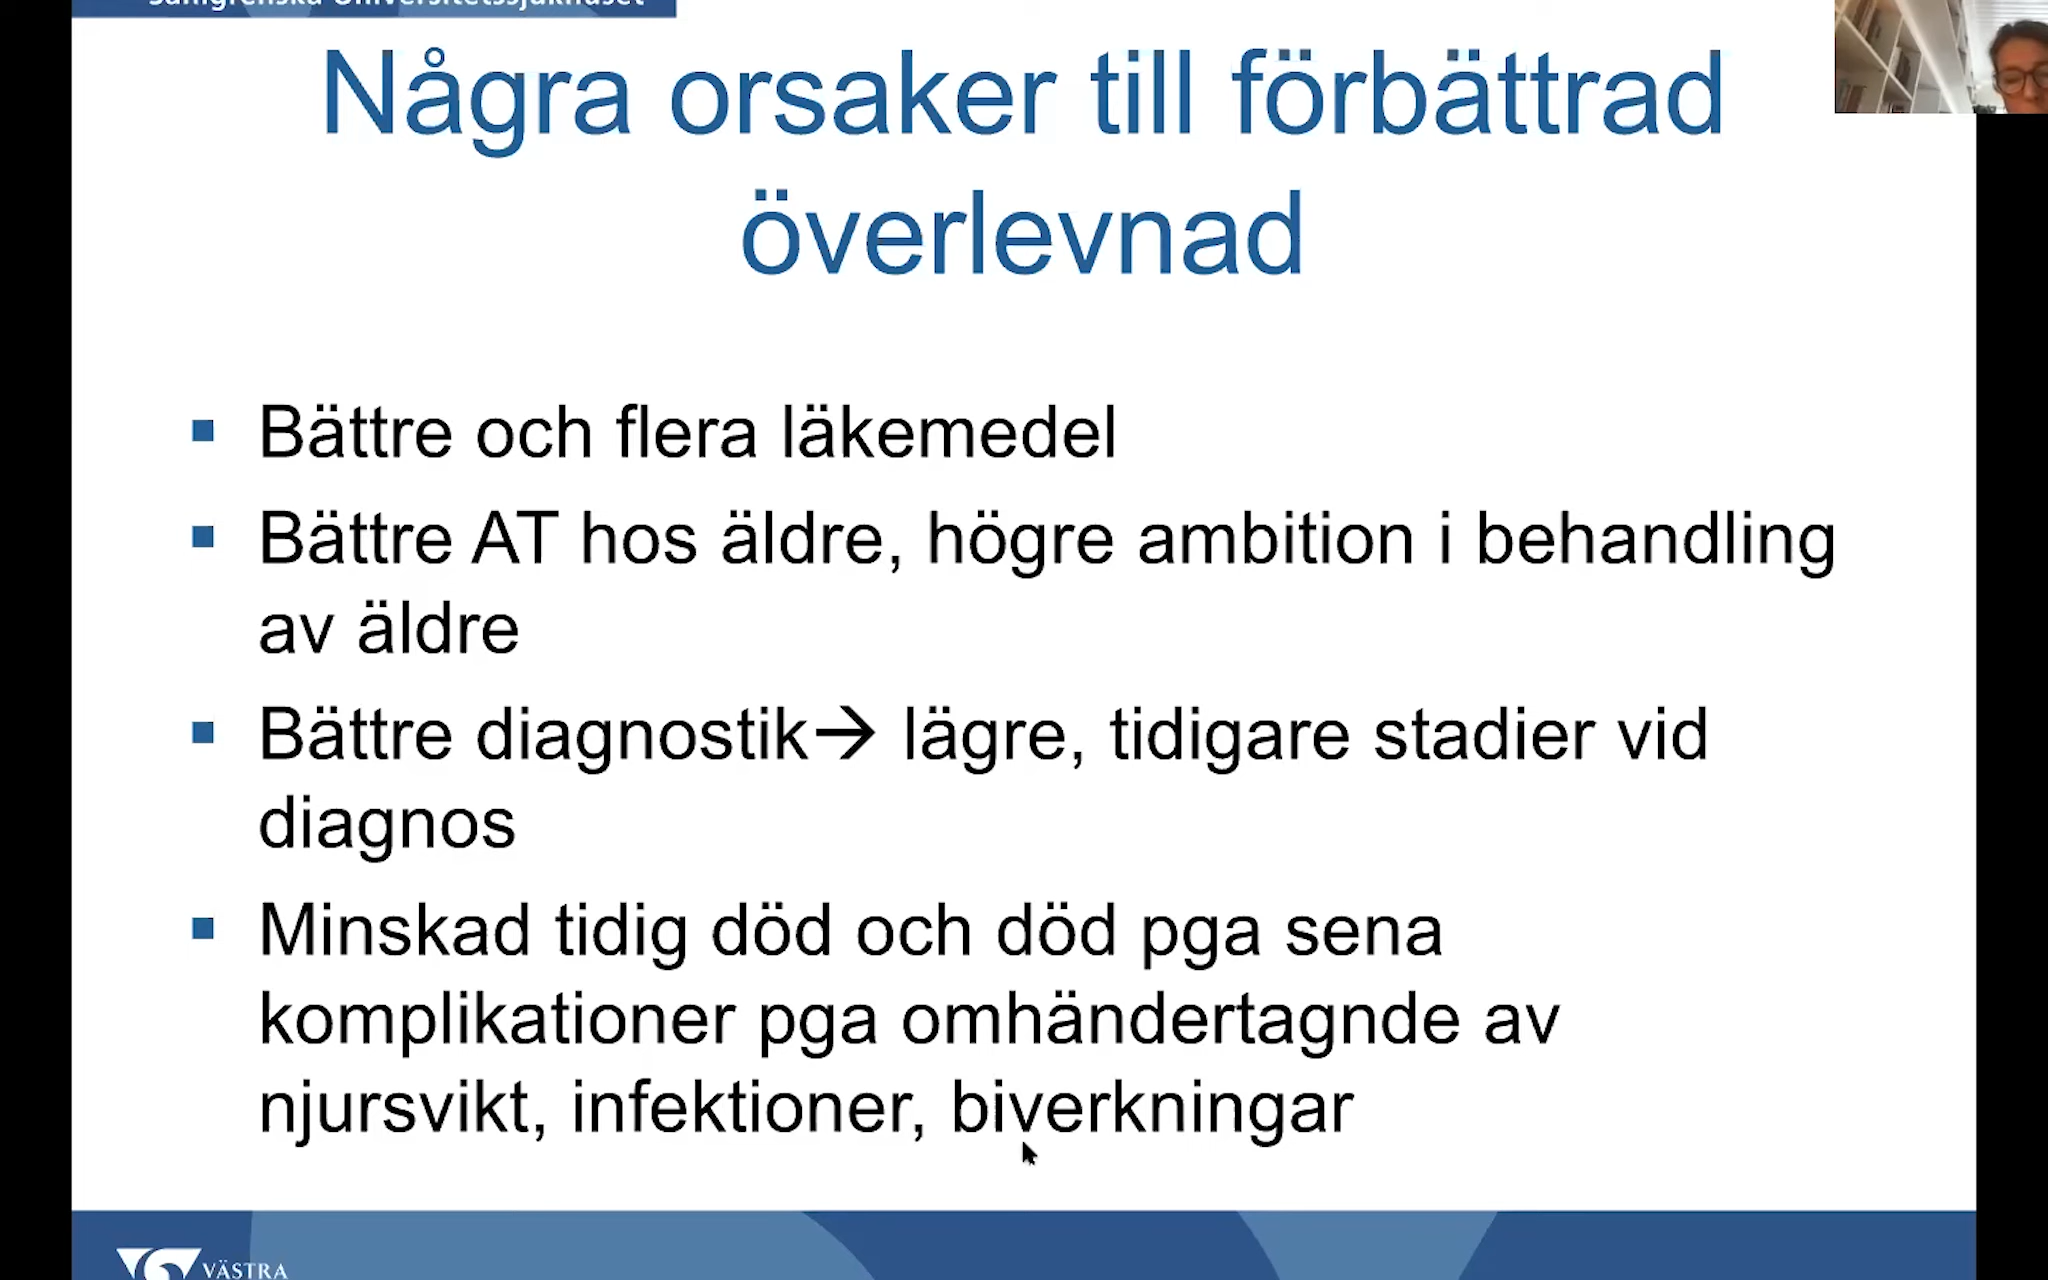 Sahlgrenska Universitetssjukhuset
Några orsaker till förbättrad
överlevnad
▪ Bättre och flera läkemedel
▪ Bättre AT hos äldre, högre ambition i behandling
av äldre
▪ Bättre diagnostik→ lägre, tidigare stadier vid
diagnos
▪ Minskad tidig död och död pga sena
komplikationer pga omhändertagnde av
njursvikt, infektioner, biverkningar
VÄSTRA